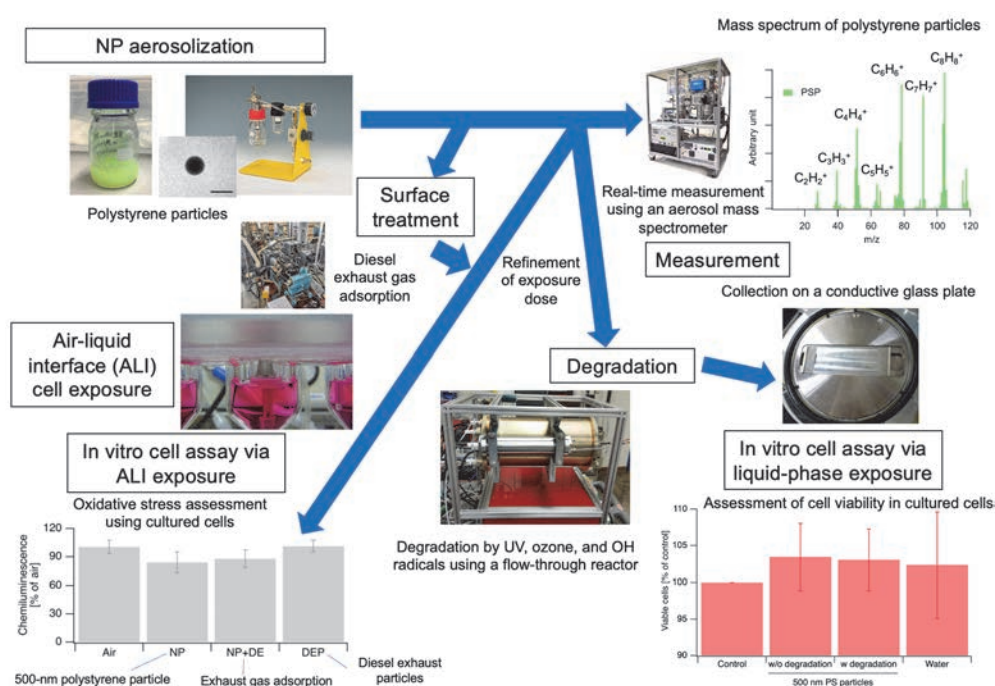 NP aerosolization
Polystyrene particles
Surface
treatment
Diesel
exhaust gas
adsorption
Refinement
of exposure
dose
Mass spectrum of polystyrene particles
Arbitrary unit
PSP
C₂H₂⁺
C₃H₃⁺
C₄H₄⁺
C₅H₅⁺
C₆H₆⁺
C₇H₇⁺
C₈H₈⁺
20 40 60 80 100 120
m/z
Real-time measurement
using an aerosol mass
spectrometer
Measurement
Collection on a conductive glass plate
Degradation
Degradation by UV, ozone, and OH
radicals using a flow-through reactor
Air-liquid
interface (ALI)
cell exposure
In vitro cell assay via
ALI exposure
Oxidative stress assessment
using cultured cells
Chemiluminescence
[% of air]
120
90
60
30
0
Air NP NP+DE DEP
500-nm polystyrene particle
Exhaust gas adsorption
Diesel exhaust
particles
In vitro cell assay via
liquid-phase exposure
Assessment of cell viability in cultured cells
Viable cells [% of control]
110
105
100
95
90
Control w/o degradation w degradation Water
500 nm PS particles